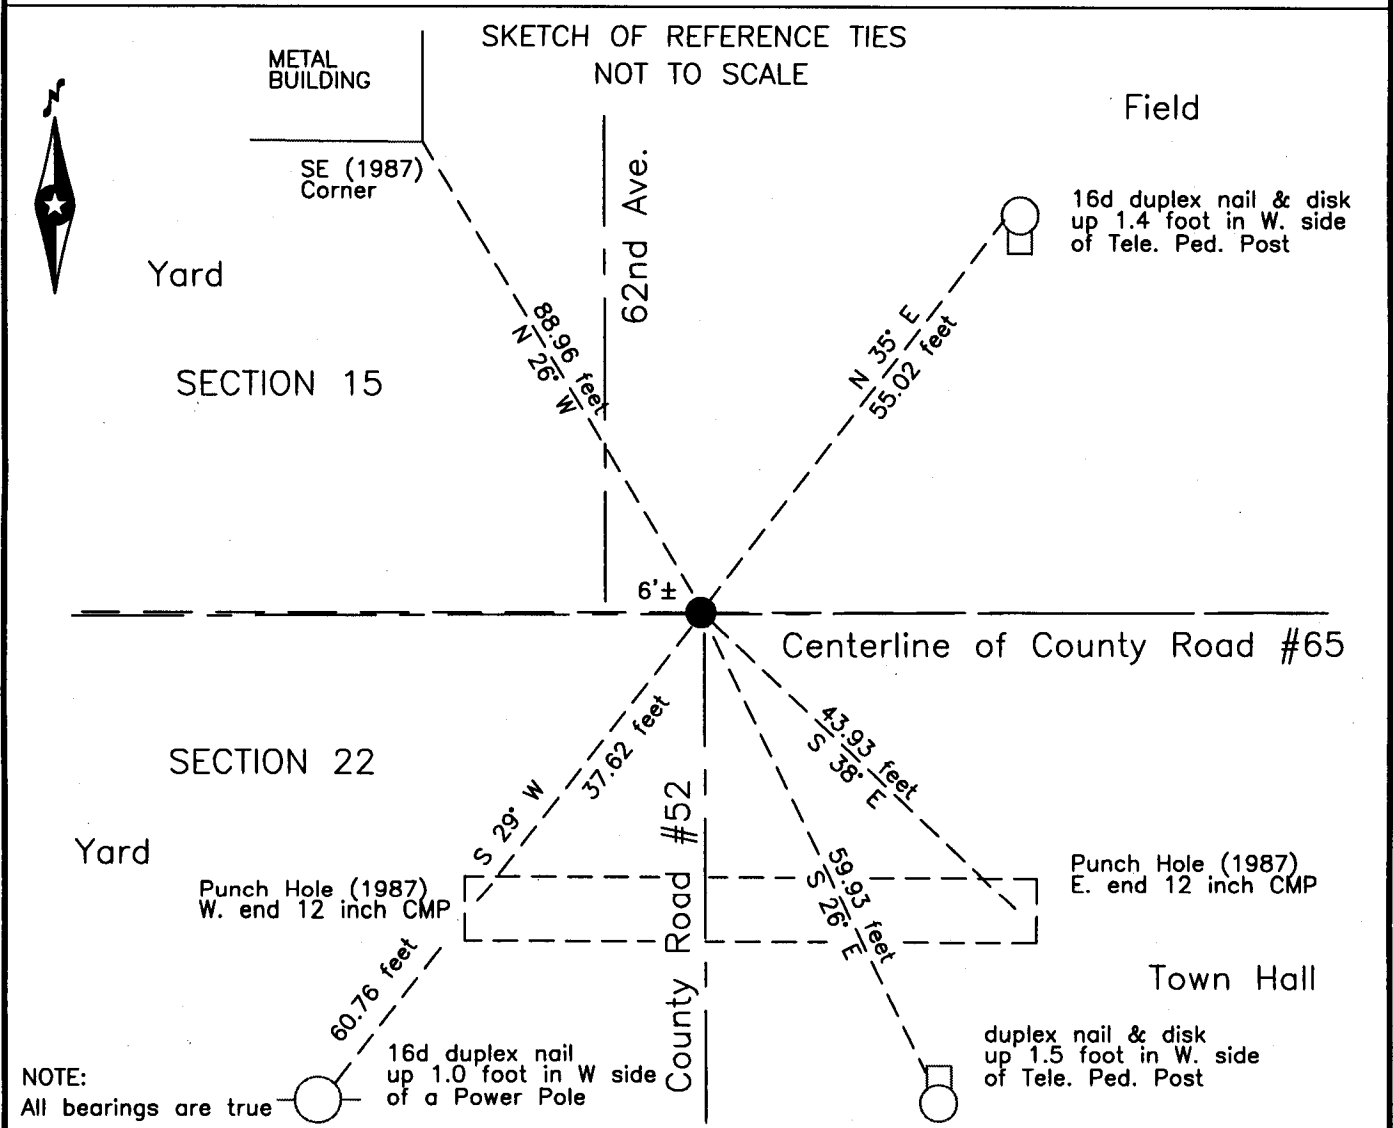 SKETCH OF REFERENCE TIES
NOT TO SCALE
METAL
BUILDING
N
Field
SE (1987)
Corner
62nd Ave.
16d duplex nail & disk
up 1.4 foot in W. side
of Tele. Ped. Post
Yard
88.96 feet
N 26° W
N 35° E
55.02 feet
SECTION 15
6'±
Centerline of County Road #65
SECTION 22
37.62 feet
S 29° W
43.93 feet
S 38° E
County Road #52
Yard
59.93 feet
S 26° E
Punch Hole (1987)
W. end 12 inch CMP
Punch Hole (1987)
E. end 12 inch CMP
60.76 feet
Town Hall
16d duplex nail
up 1.0 foot in W side
of a Power Pole
duplex nail & disk
up 1.5 foot in W. side
of Tele. Ped. Post
NOTE:
All bearings are true